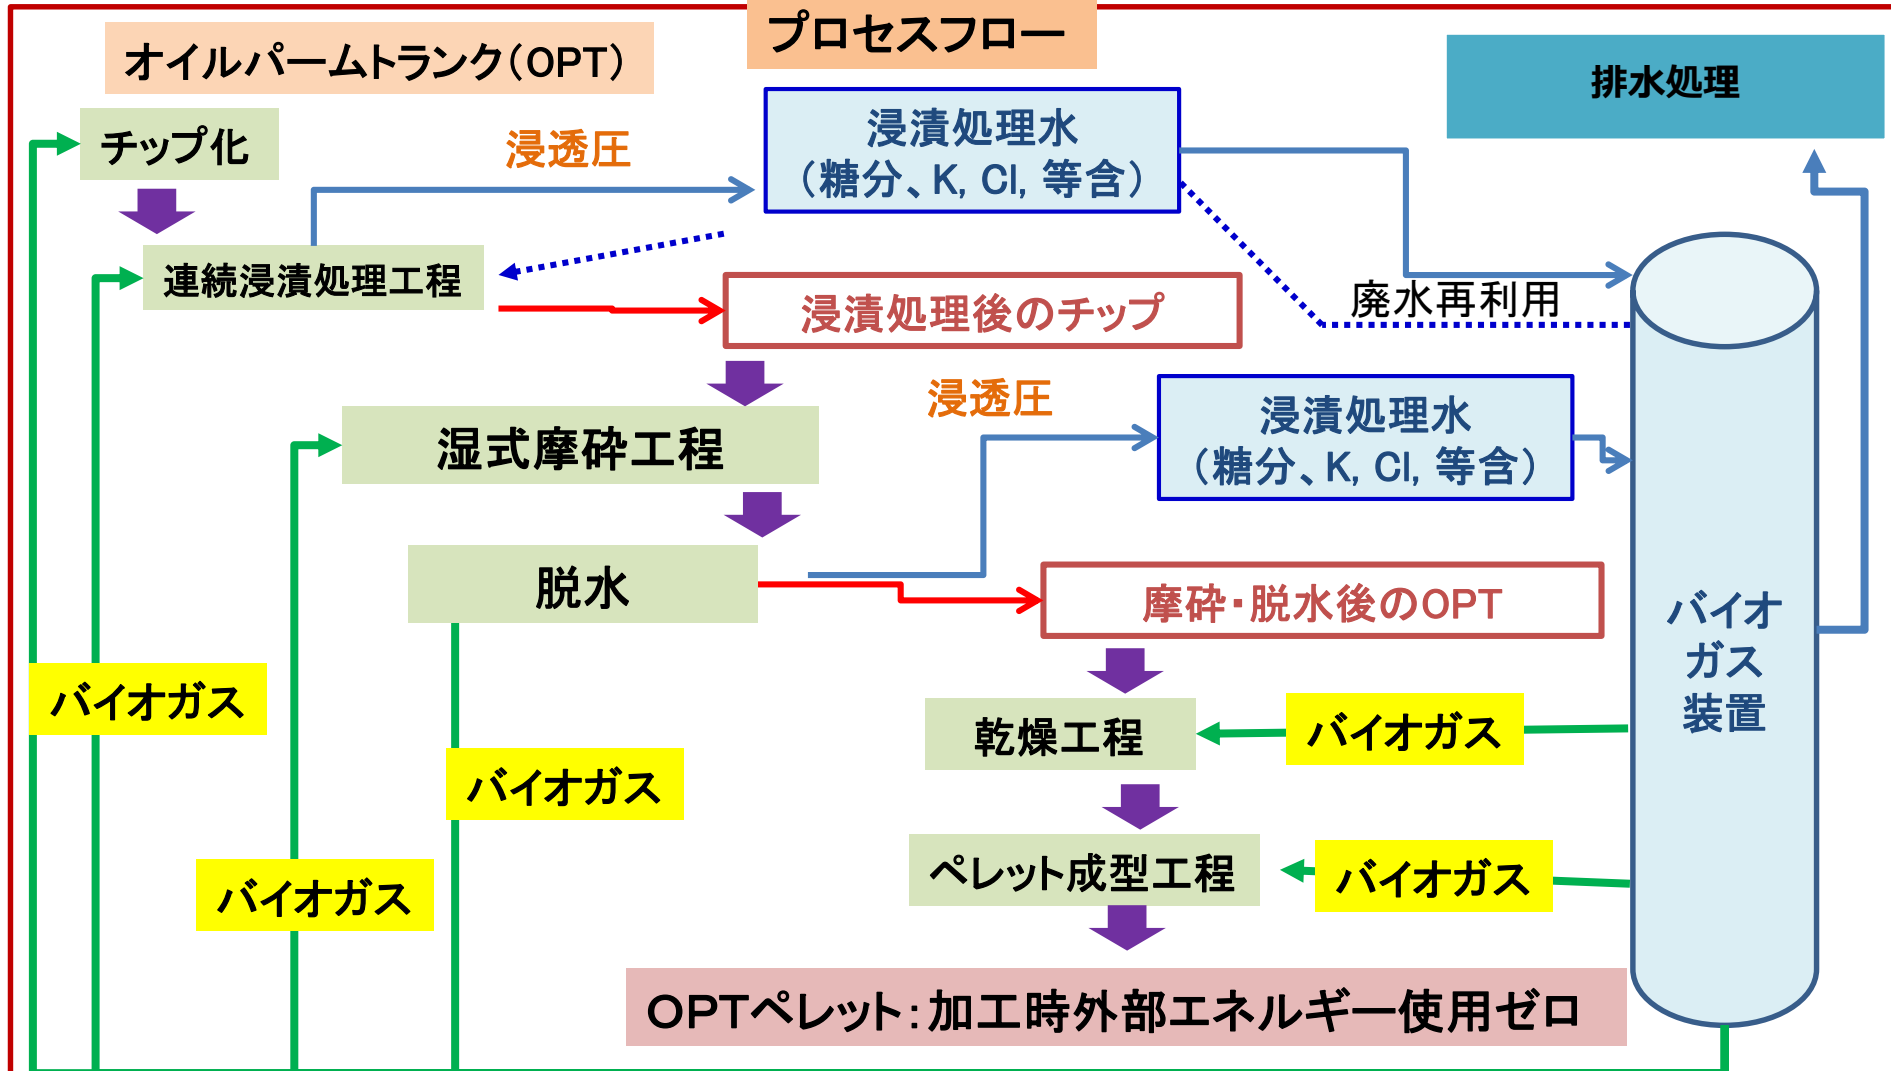 プロセスフロー
オイルパームトランク（OPT）
排水処理
チップ化
浸透圧
浸漬処理水
（糖分、K, Cl, 等含）
連続浸漬処理工程
浸漬処理後のチップ
廃水再利用
浸透圧
浸漬処理水
（糖分、K, Cl, 等含）
湿式摩砕工程
脱水
摩砕・脱水後のOPT
バイオ
ガス
装置
バイオガス
乾燥工程
バイオガス
バイオガス
ペレット成型工程
バイオガス
バイオガス
OPTペレット：加工時外部エネルギー使用ゼロ